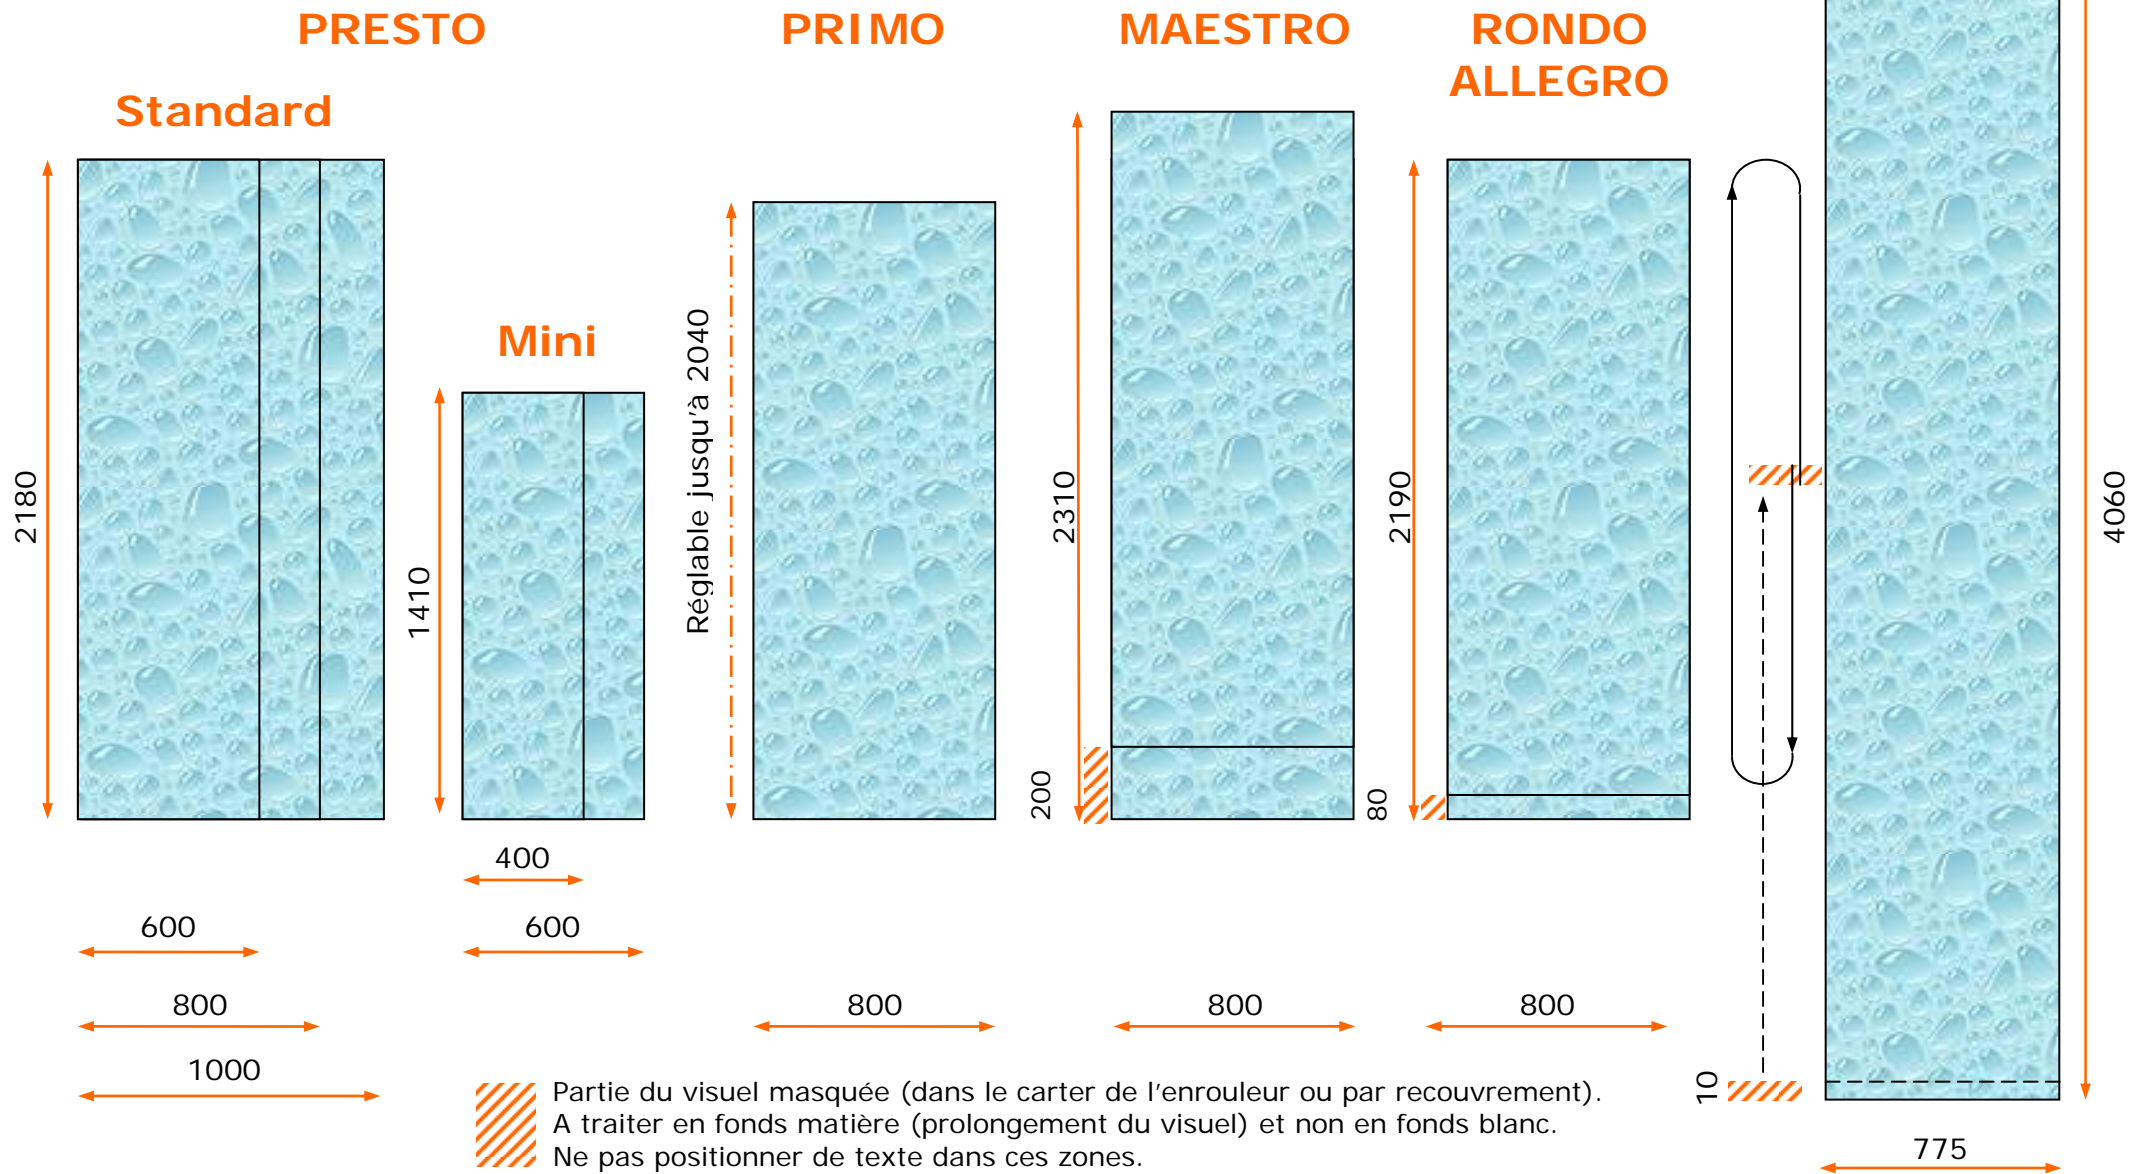 PRESTO
PRIMO
MAESTRO
RONDO
ALLEGRO
Standard
Mini
2180
1410
Réglable jusqu'à 2040
2310
200
2190
80
4060
10
400
600
600
800
1000
800
800
800
775
Partie du visuel masquée (dans le carter de l'enrouleur ou par recouvrement).
A traiter en fonds matière (prolongement du visuel) et non en fonds blanc.
Ne pas positionner de texte dans ces zones.